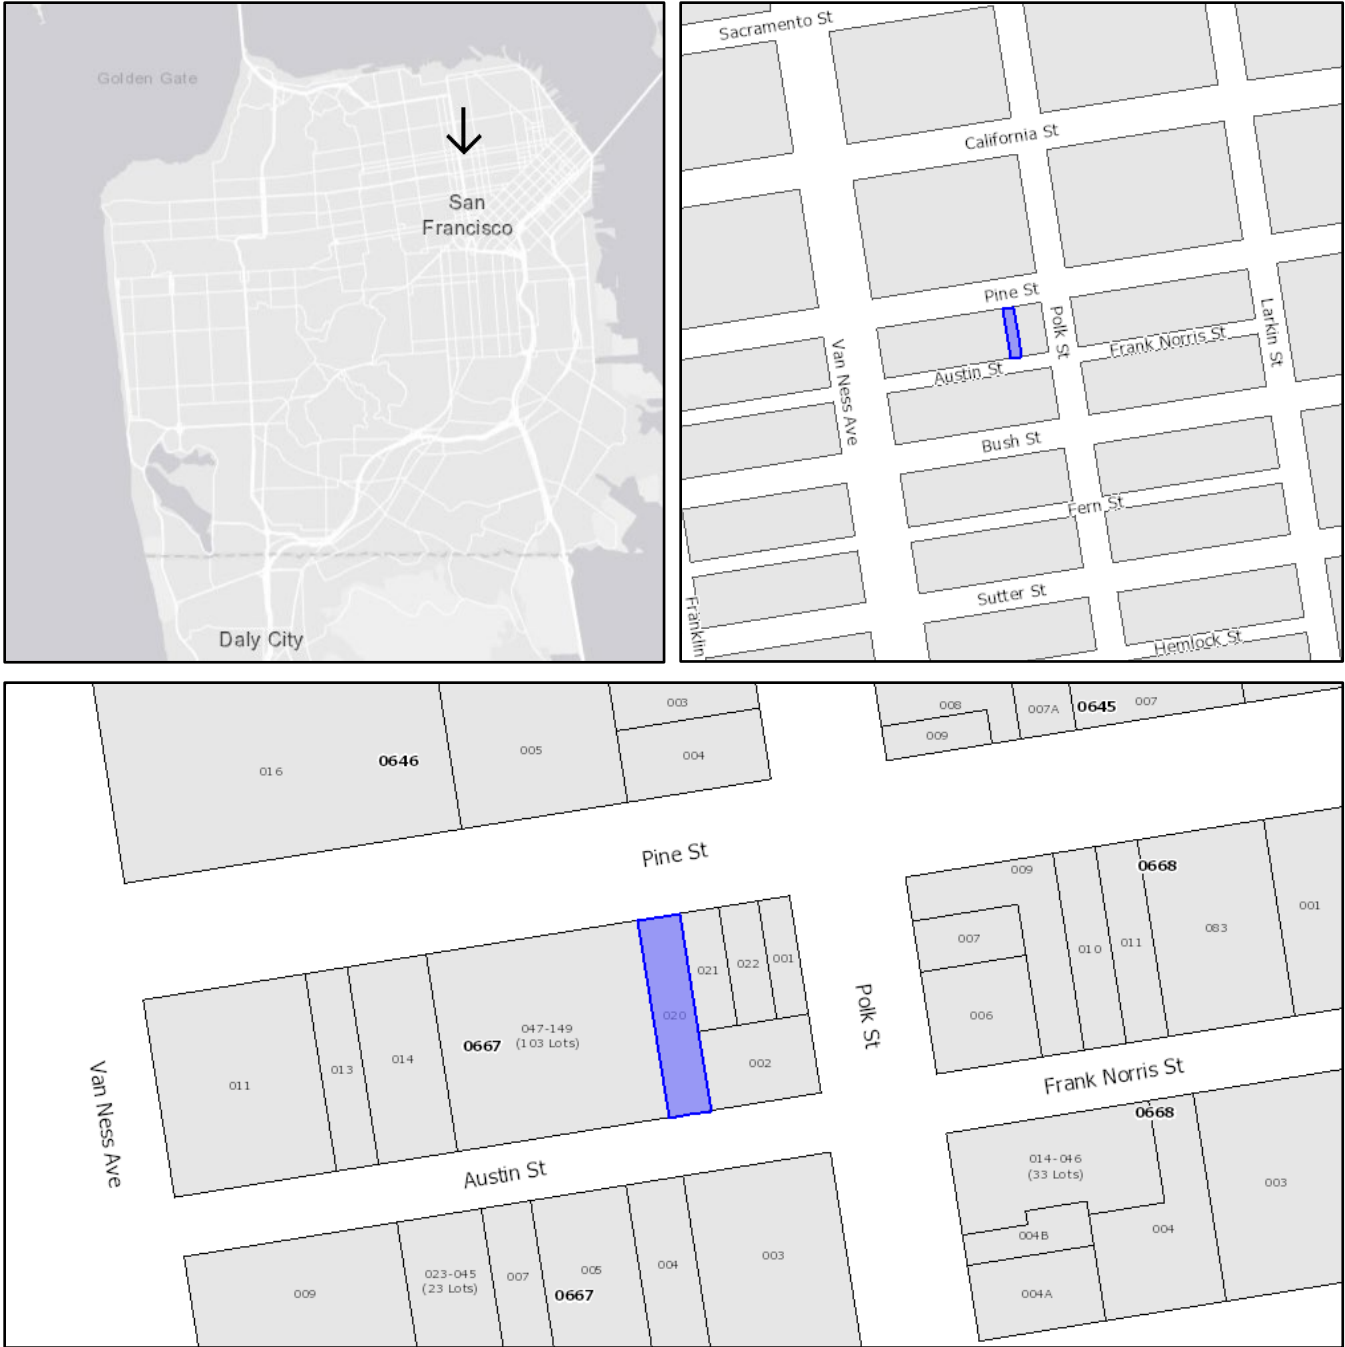 Golden Gate
San
Francisco
Daly City
Sacramento St
California St
Pine St
Polk St
Larkin St
Frank Norris St
Van Ness Ave
Austin St
Bush St
Fern St
Sutter St
Franklin
Hemlock St
003
008
007A
0645
007
009
016
0646
005
004
Pine St
009
0668
001
007
010
011
083
006
021
022
001
020
047-149
(103 Lots)
0667
014
013
011
002
Polk St
Van Ness Ave
Frank Norris St
Austin St
0668
014-046
(33 Lots)
003
004B
004
004A
009
023-045
(23 Lots)
007
005
0667
004
003